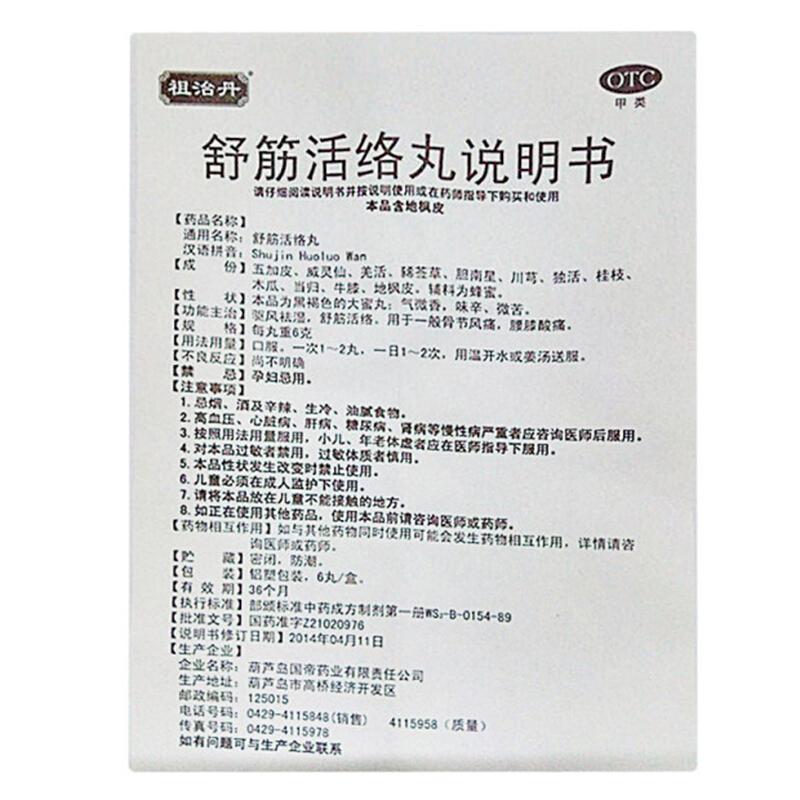 祖治丹®
OTC
甲类
舒筋活络丸说明书
请仔细阅读说明书并按说明使用或在药师指导下购买和使用
本品含地枫皮
【药品名称】
通用名称：舒筋活络丸
汉语拼音：Shujin Huoluo Wan
【成 份】五加皮、威灵仙、羌活、豨莶草、胆南星、川芎、独活、桂枝、
木瓜、当归、牛膝、地枫皮，辅料为蜂蜜。
【性 状】本品为黑褐色的大蜜丸；气微香，味辛、微苦。
【功能主治】驱风祛湿，舒筋活络。用于一般骨节风痛，腰膝酸痛。
【规 格】每丸重6克
【用法用量】口服。一次1～2丸，一日1～2次，用温开水或姜汤送服。
【不良反应】尚不明确
【禁 忌】孕妇忌用。
【注意事项】
1. 忌烟、酒及辛辣、生冷、油腻食物。
2. 高血压、心脏病、肝病、糖尿病、肾病等慢性病严重者应咨询医师后服用。
3. 按照用法用量服用，小儿、年老体虚者应在医师指导下服用。
4. 对本品过敏者禁用，过敏体质者慎用。
5. 本品性状发生改变时禁止使用。
6. 儿童必须在成人监护下使用。
7. 请将本品放在儿童不能接触的地方。
8. 如正在使用其他药品，使用本品前请咨询医师或药师。
【药物相互作用】如与其他药物同时使用可能会发生药物相互作用，详情请咨
询医师或药师。
【贮 藏】密闭，防潮。
【包 装】铝塑包装，6丸/盒。
【有 效 期】36个月
【执行标准】部颁标准中药成方制剂第一册WS₃-B-0154-89
【批准文号】国药准字Z21020976
【说明书修订日期】2014年04月11日
【生产企业】
企业名称：葫芦岛国帝药业有限责任公司
生产地址：葫芦岛市高桥经济开发区
邮政编码：125015
电话号码：0429-4115848(销售) 4115958（质量）
传真号码：0429-4115978
如有问题可与生产企业联系